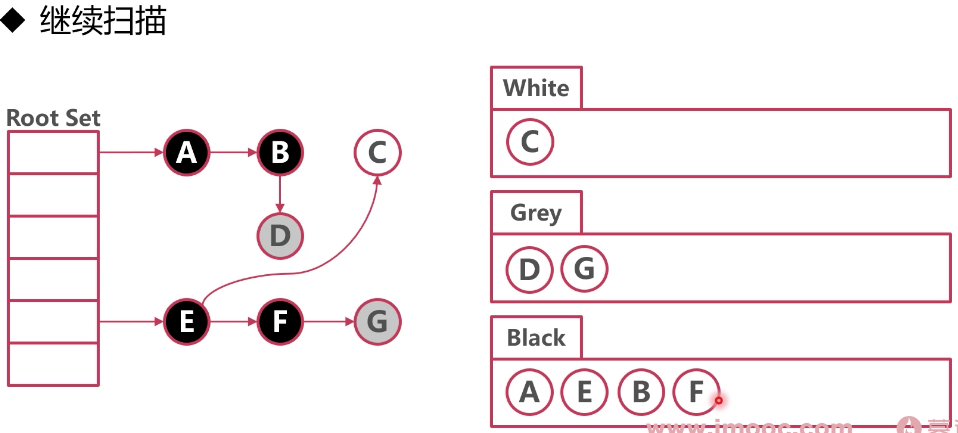 继续扫描
Root Set
A
B
C
D
E
F
G
White
C
Grey
D G
Black
A E B F
www.imooc.com